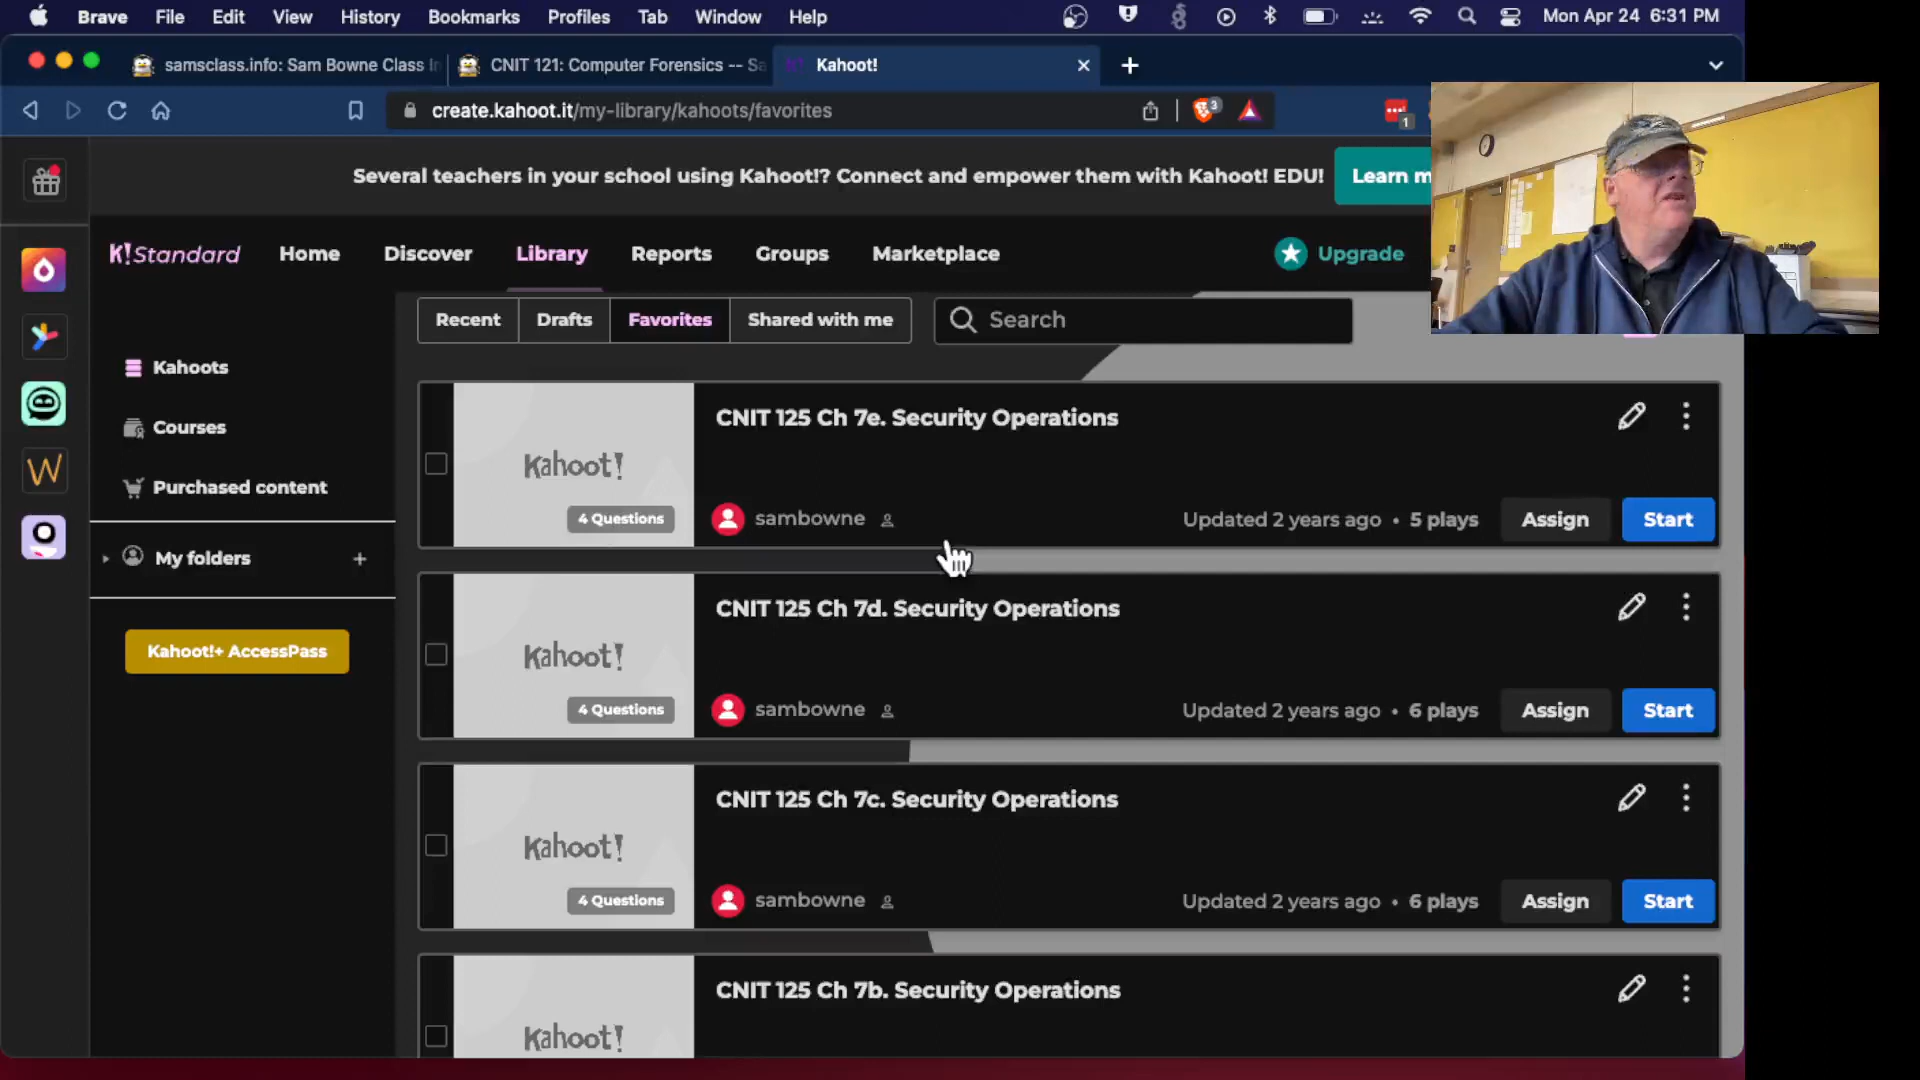 Brave File Edit View History Bookmarks Profiles Tab Window Help Mon Apr 24 6:31 PM
samsclass.info: Sam Bowne Class In
CNIT 121: Computer Forensics -- Sa
Kahoot!
create.kahoot.it/my-library/kahoots/favorites
3
1
Several teachers in your school using Kahoot!? Connect and empower them with Kahoot! EDU!
Learn m
K!Standard Home Discover Library Reports Groups Marketplace Upgrade
Recent Drafts Favorites Shared with me Search
Kahoots
Courses
Purchased content
My folders +
Kahoot!+ AccessPass
CNIT 125 Ch 7e. Security Operations
Kahoot!
4 Questions
sambowne
Updated 2 years ago • 5 plays
Assign
Start
CNIT 125 Ch 7d. Security Operations
Kahoot!
4 Questions
sambowne
Updated 2 years ago • 6 plays
Assign
Start
CNIT 125 Ch 7c. Security Operations
Kahoot!
4 Questions
sambowne
Updated 2 years ago • 6 plays
Assign
Start
CNIT 125 Ch 7b. Security Operations
Kahoot!